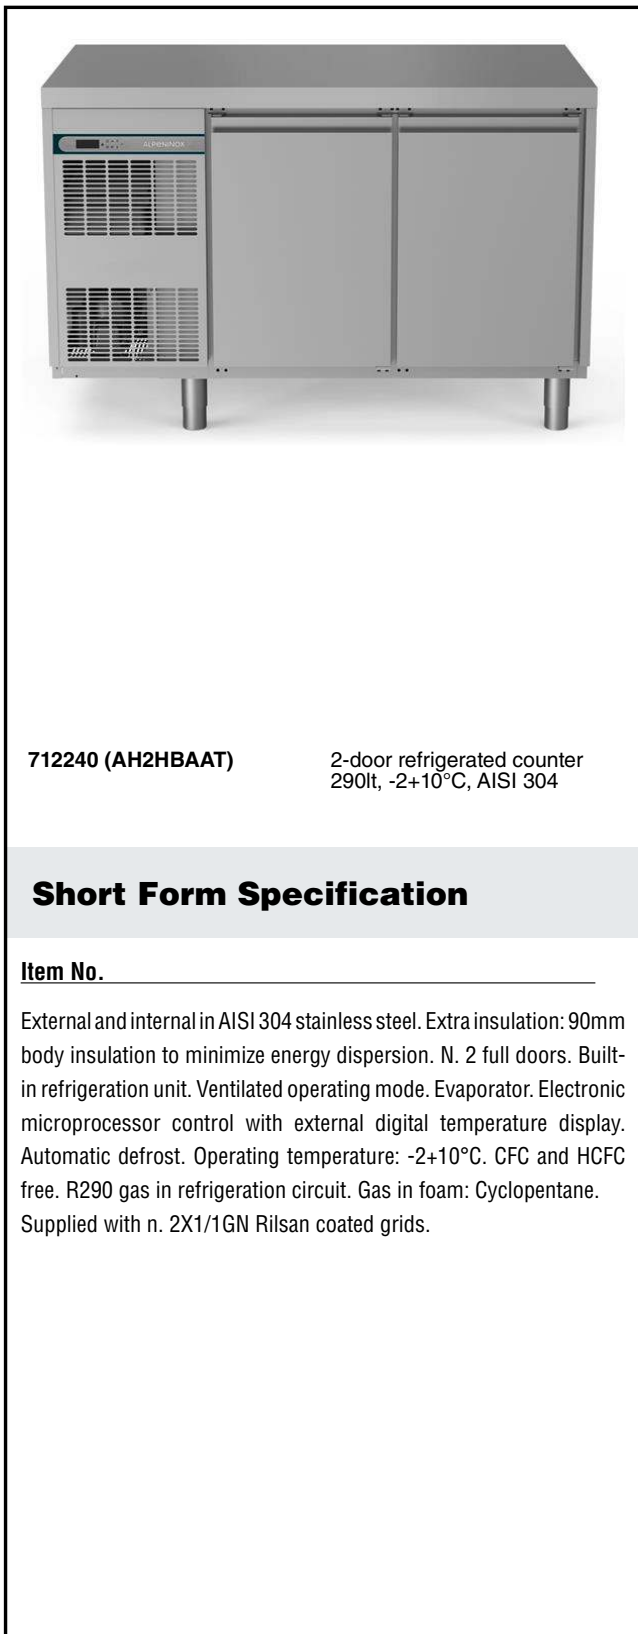 ALPENINOX
712240 (AH2HBAAT)
2-door refrigerated counter
290lt, -2+10°C, AISI 304
Short Form Specification
Item No.
External and internal in AISI 304 stainless steel. Extra insulation: 90mm
body insulation to minimize energy dispersion. N. 2 full doors. Built-
in refrigeration unit. Ventilated operating mode. Evaporator. Electronic
microprocessor control with external digital temperature display.
Automatic defrost. Operating temperature: -2+10°C. CFC and HCFC
free. R290 gas in refrigeration circuit. Gas in foam: Cyclopentane.
Supplied with n. 2X1/1GN Rilsan coated grids.